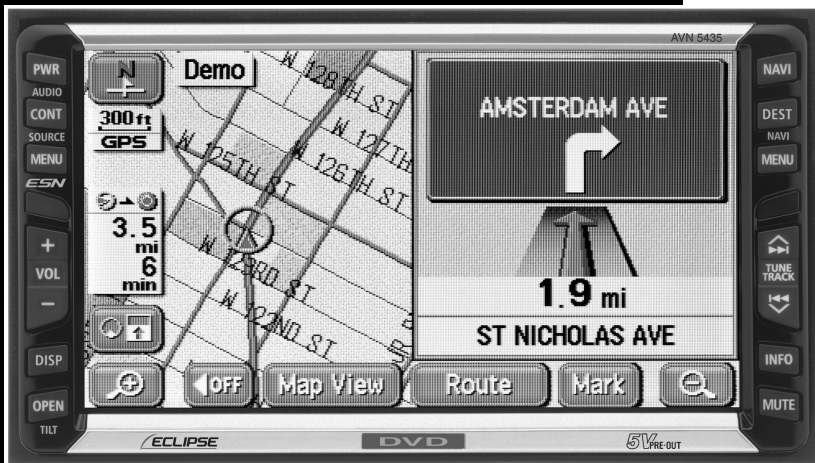 AVN 5435
PWR
AUDIO
CONT
SOURCE
MENU
ESN
+
VOL
−
DISP
OPEN
TILT
N
Demo
300 ft
GPS
3.5
mi
6
min
W 128TH ST
W 127TH
W 126TH ST
W 125TH ST
W 123RD ST
W 122ND ST
AMSTERDAM AVE
1.9 mi
ST NICHOLAS AVE
OFF
Map View
Route
Mark
NAVI
DEST
NAVI
MENU
TUNE
TRACK
INFO
MUTE
ECLIPSE
DVD
5V PRE-OUT